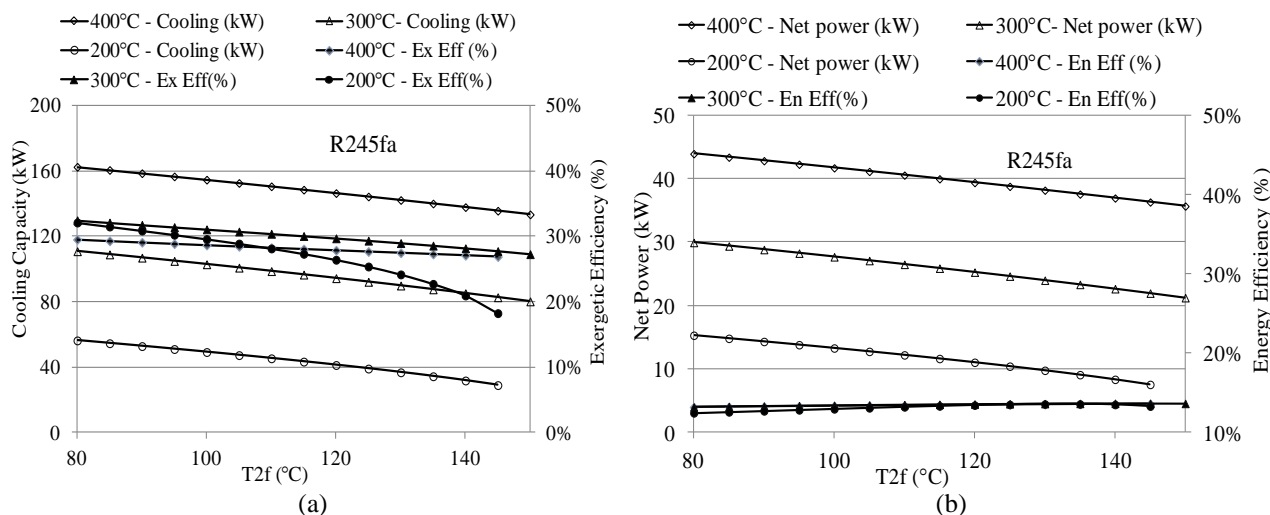 400°C - Cooling (kW) 300°C- Cooling (kW)
200°C - Cooling (kW) 400°C - Ex Eff (%)
300°C - Ex Eff(%) 200°C - Ex Eff(%)
200 50%
R245fa
160 40%
120 30%
80 20%
40 10%
0 0%
Cooling Capacity (kW)
Exergetic Efficiency (%)
80 100 120 140
T2f (°C)
(a)
400°C - Net power (kW) 300°C- Net power (kW)
200°C - Net power (kW) 400°C - En Eff (%)
300°C - En Eff(%) 200°C - En Eff(%)
50 50%
R245fa
40 40%
30 30%
20 20%
10
0 10%
Net Power (kW)
Energy Efficiency (%)
80 100 120 140
T2f (°C)
(b)